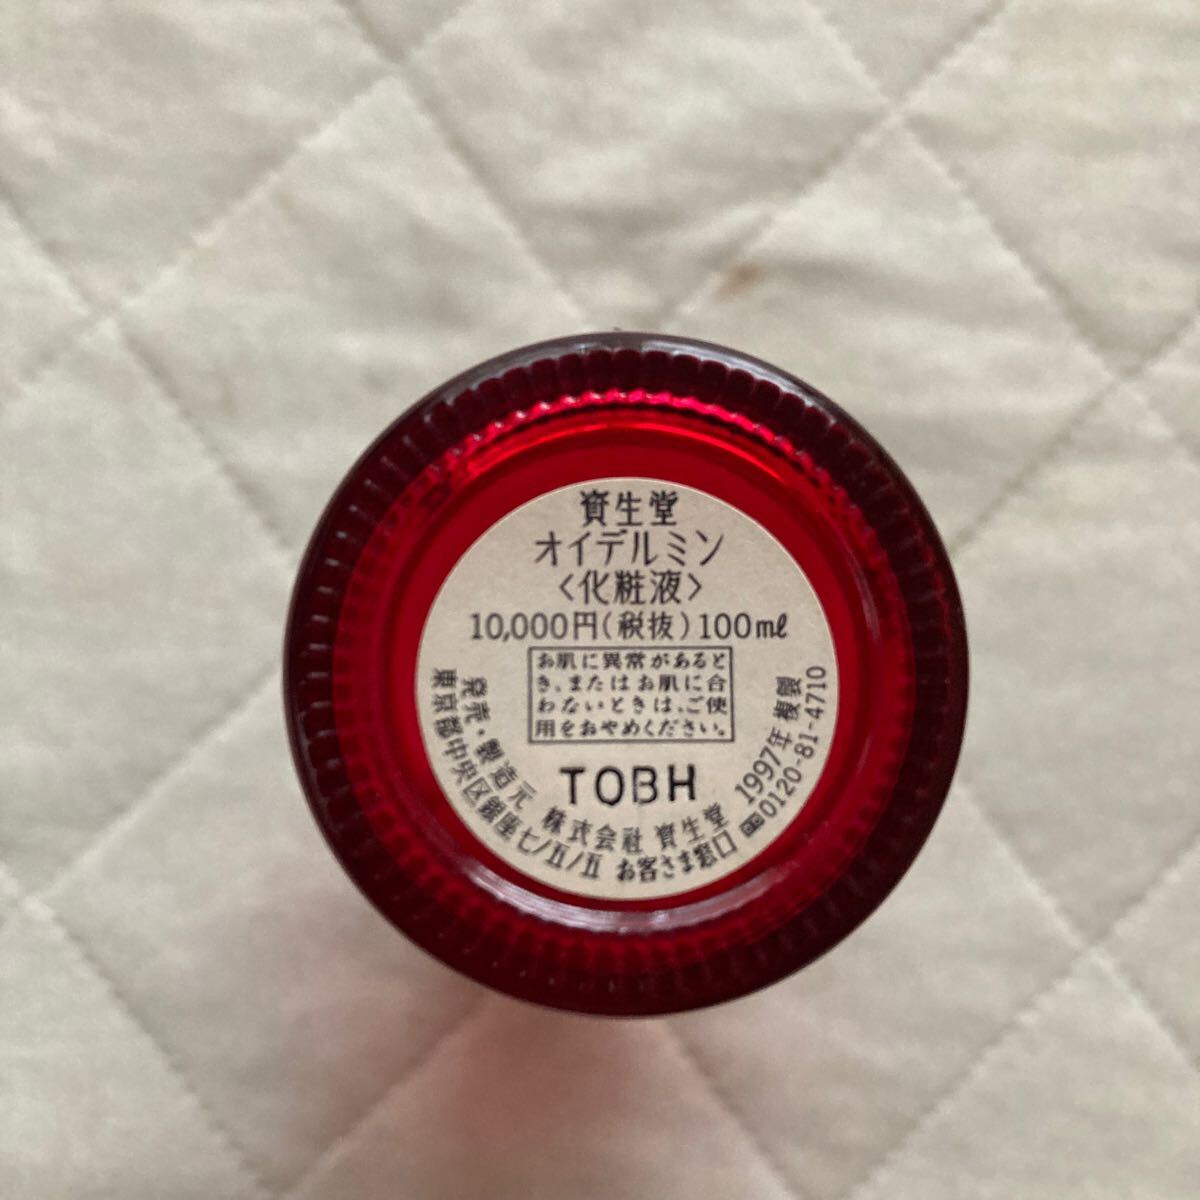 資生堂
オイデルミン
〈化粧液〉
10,000円(税抜)100mℓ
お肌に異常があると
き、またはお肌に合
わないときは、ご使
用をおやめください。
TOBH
発売・製造元 株式会社 資生堂 1997年 複製
東京都中央区銀座七ノ五ノ五 お客さま窓口 0120-81-4710